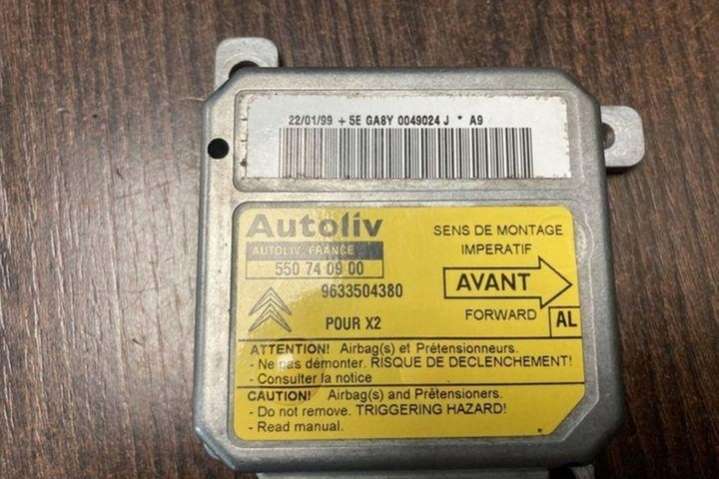 22/01/99 + 5E GA8Y 0049024 J * A9
Autoliv
AUTOLIV. FRANCE
550 74 09 00
9633504380
POUR X2
SENS DE MONTAGE
IMPERATIF
AVANT
FORWARD
AL
ATTENTION! Airbag(s) et Prétensionneurs.
- Ne pas démonter. RISQUE DE DECLENCHEMENT!
- Consulter la notice
CAUTION! Airbag(s) and Prêtensioners.
- Do not remove. TRIGGERING HAZARD!
- Read manual.